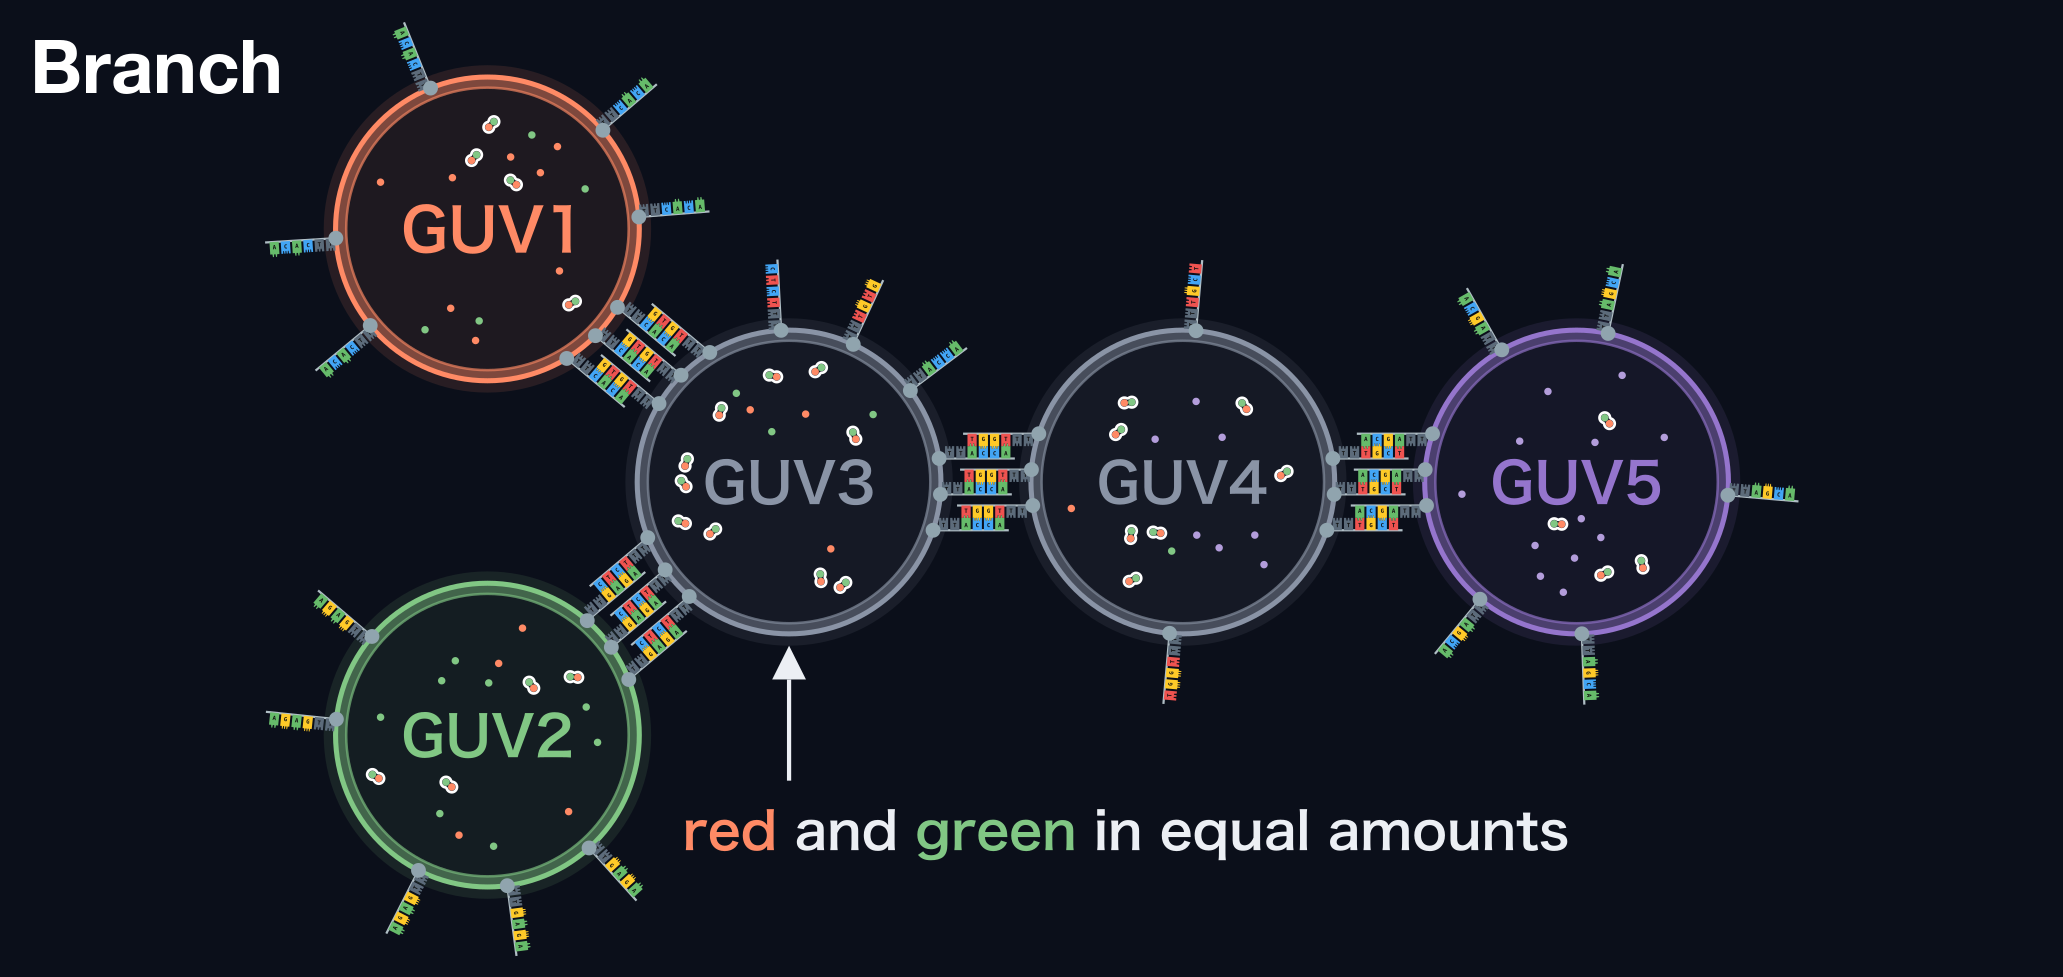 Branch
GUV1
GUV3
GUV4
GUV5
GUV2
red and green in equal amounts